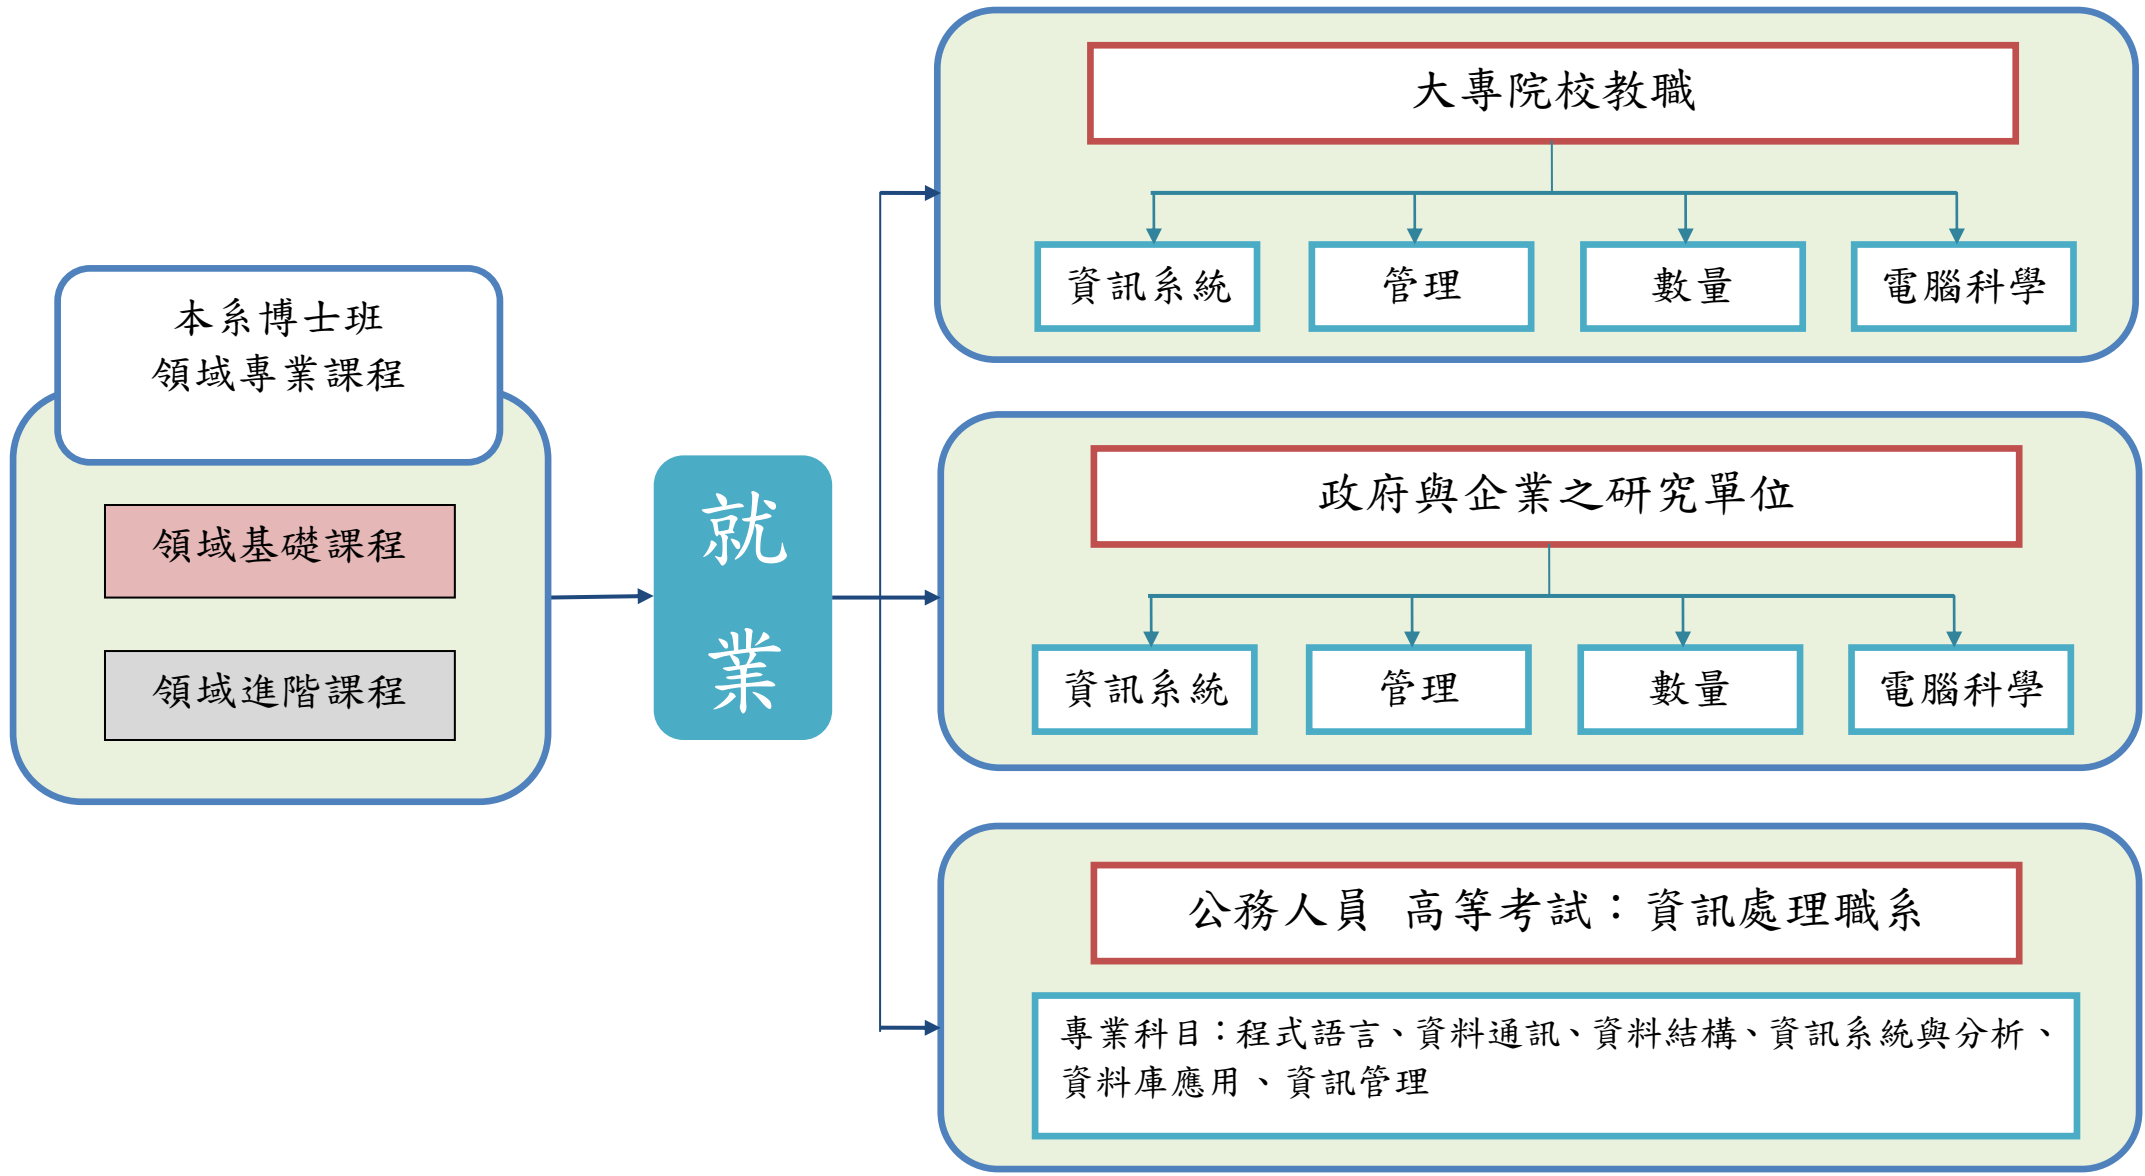 本系博士班
領域專業課程
領域基礎課程
領域進階課程
就
業
大專院校教職
資訊系統
管理
數量
電腦科學
政府與企業之研究單位
資訊系統
管理
數量
電腦科學
公務人員 高等考試：資訊處理職系
專業科目：程式語言、資料通訊、資料結構、資訊系統與分析、
資料庫應用、資訊管理